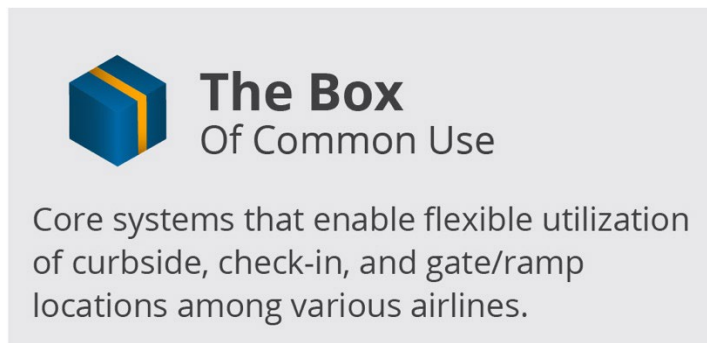 The Box
Of Common Use
Core systems that enable flexible utilization
of curbside, check-in, and gate/ramp
locations among various airlines.